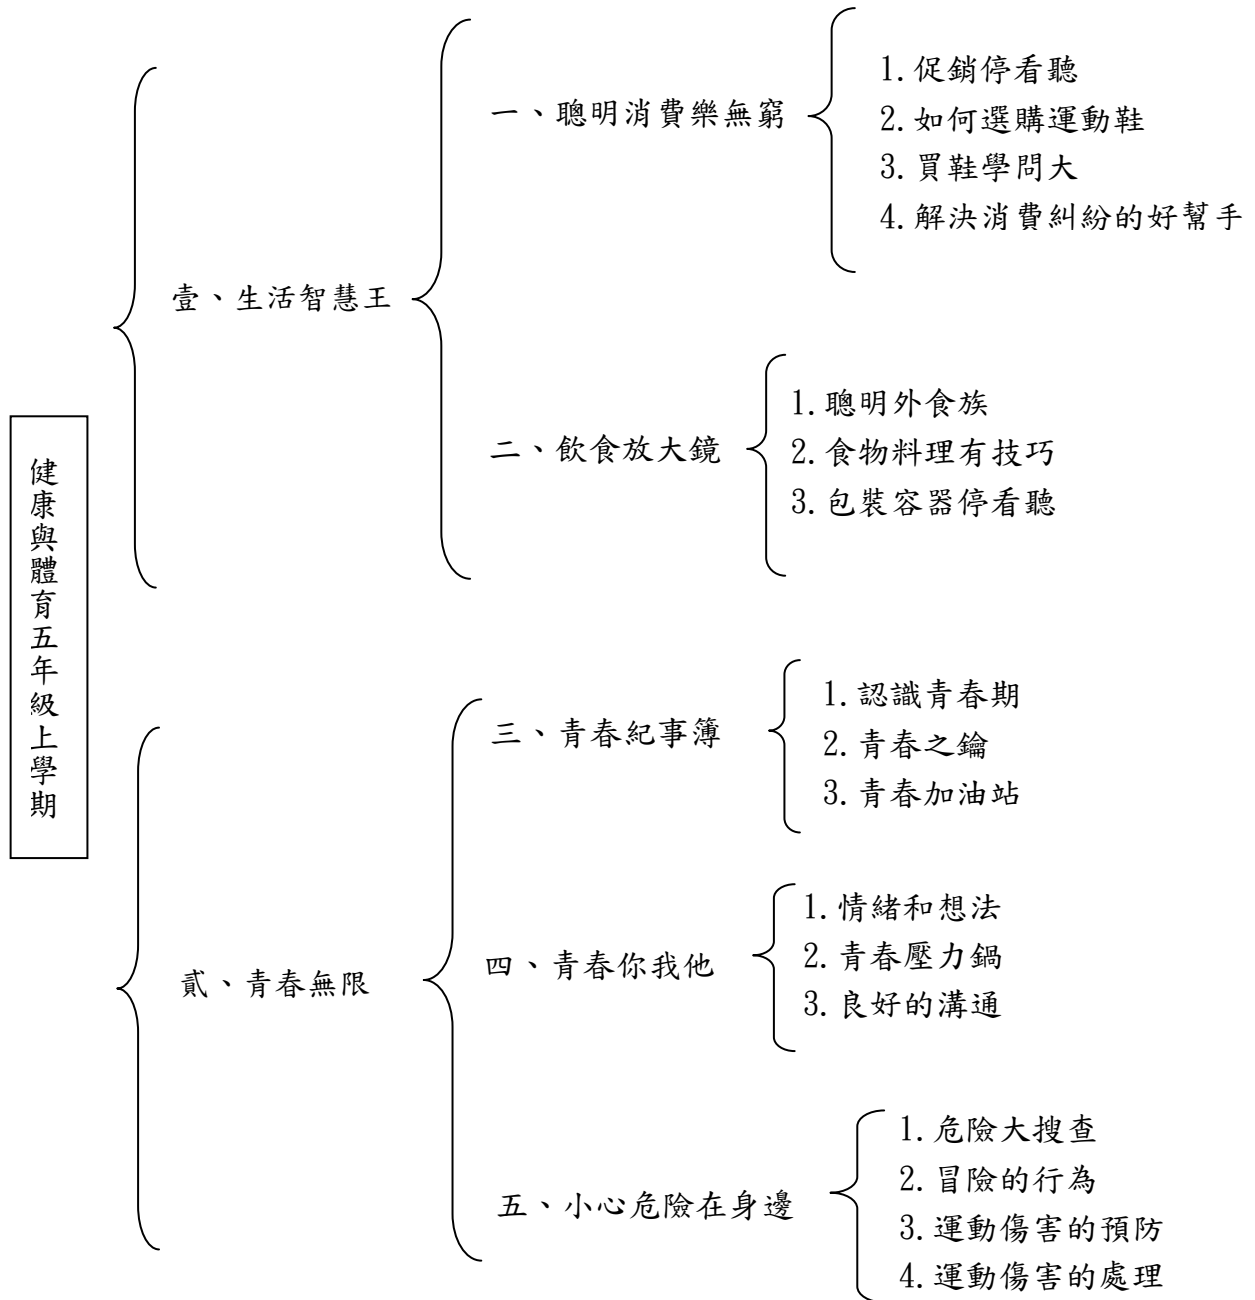 健康與體育五年級上學期
壹、生活智慧王
一、聰明消費樂無窮
1.促銷停看聽
2.如何選購運動鞋
3.買鞋學問大
4.解決消費糾紛的好幫手
二、飲食放大鏡
1.聰明外食族
2.食物料理有技巧
3.包裝容器停看聽
貳、青春無限
三、青春紀事簿
1.認識青春期
2.青春之鑰
3.青春加油站
四、青春你我他
1.情緒和想法
2.青春壓力鍋
3.良好的溝通
五、小心危險在身邊
1.危險大搜查
2.冒險的行為
3.運動傷害的預防
4.運動傷害的處理